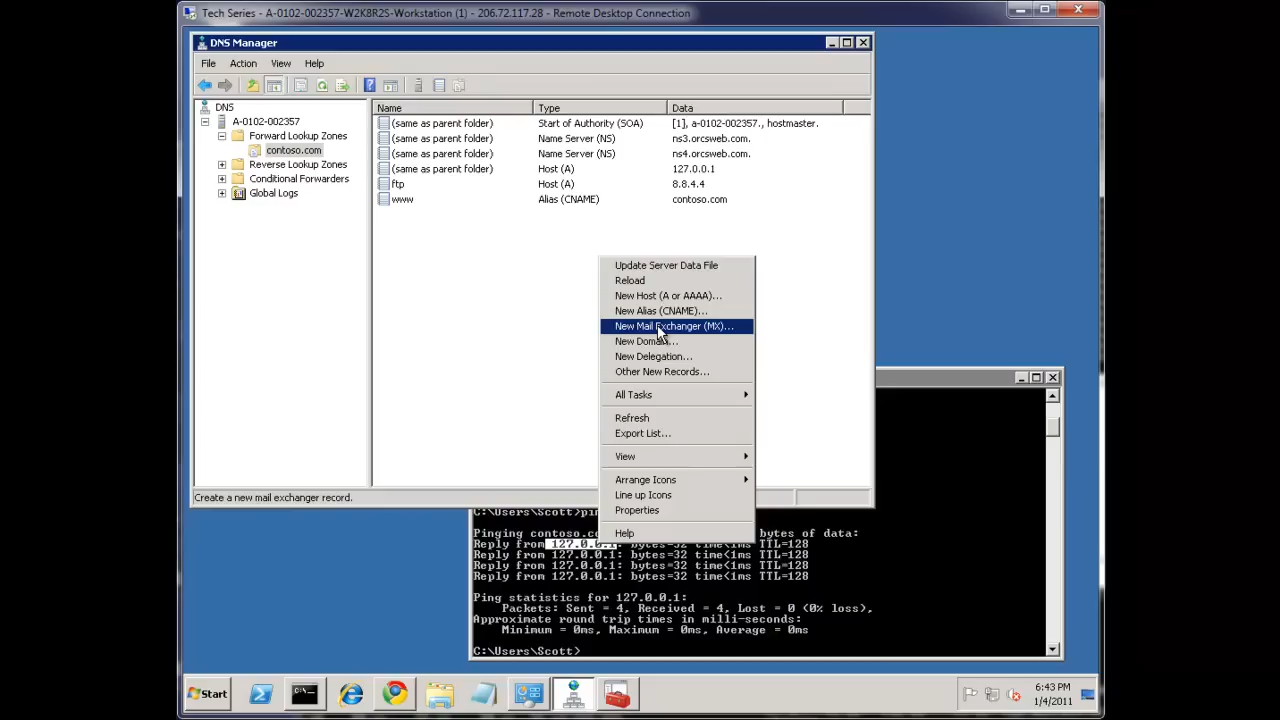 Tech Series - A-0102-002357-W2K8R2S-Workstation (1) - 206.72.117.28 - Remote Desktop Connection
DNS Manager
File Action View Help
DNS
A-0102-002357
Forward Lookup Zones
contoso.com
Reverse Lookup Zones
Conditional Forwarders
Global Logs
Name Type Data
(same as parent folder) Start of Authority (SOA) [1], a-0102-002357., hostmaster.
(same as parent folder) Name Server (NS) ns3.orcsweb.com.
(same as parent folder) Name Server (NS) ns4.orcsweb.com.
(same as parent folder) Host (A) 127.0.0.1
ftp Host (A) 8.8.4.4
www Alias (CNAME) contoso.com
Update Server Data File
Reload
New Host (A or AAAA)...
New Alias (CNAME)...
New Mail Exchanger (MX)...
New Domain...
New Delegation...
Other New Records...
All Tasks
Refresh
Export List...
View
Arrange Icons
Line up Icons
Properties
Help
Create a new mail exchanger record.
C:\Users\Scott>
Pinging bytes of data:
Reply from 127.0.0.1: bytes=32 time<1ms TTL=128
Reply from 127.0.0.1: bytes=32 time<1ms TTL=128
Reply from 127.0.0.1: bytes=32 time<1ms TTL=128
Reply from 127.0.0.1: bytes=32 time<1ms TTL=128
Ping statistics for 127.0.0.1:
Packets: Sent = 4, Received = 4, Lost = 0 (0% loss),
Approximate round trip times in milli-seconds:
Minimum = 0ms, Maximum = 0ms, Average = 0ms
C:\Users\Scott>
Start
6:43 PM
1/4/2011